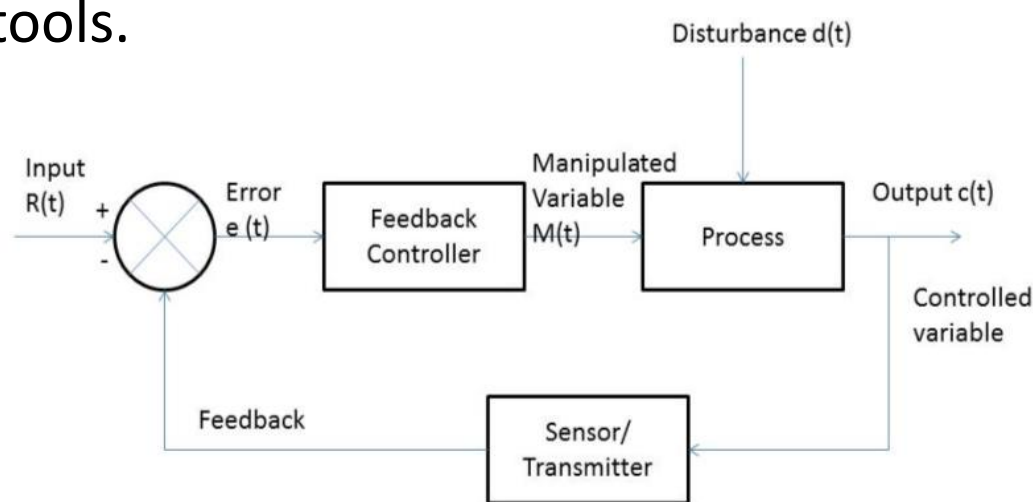 tools.
Disturbance d(t)
Input
R(t)
+
-
Error
e (t)
Feedback
Controller
Manipulated
Variable
M(t)
Process
Output c(t)
Controlled
variable
Feedback
Sensor/
Transmitter